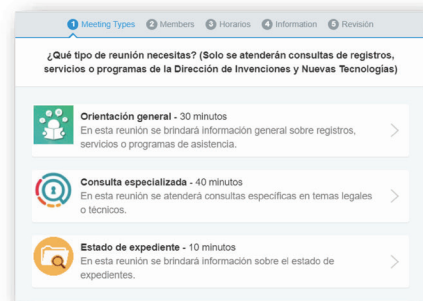 1 Meeting Types 2 Members 3 Horarios 4 Information 5 Revisión
¿Qué tipo de reunión necesitas? (Solo se atenderán consultas de registros,
servicios o programas de la Dirección de Invenciones y Nuevas Tecnologías)
Orientación general - 30 minutos
En esta reunión se brindará información general sobre registros,
servicios o programas de asistencia.
Consulta especializada - 40 minutos
En esta reunión se atenderá consultas específicas en temas legales
o técnicos.
Estado de expediente - 10 minutos
En esta reunión se brindará información sobre el estado de
expedientes.